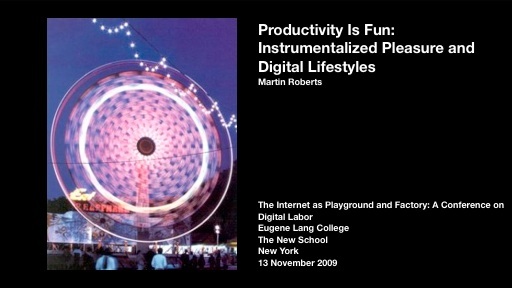 Productivity Is Fun:
Instrumentalized Pleasure and
Digital Lifestyles
Martin Roberts
The Internet as Playground and Factory: A Conference on
Digital Labor
Eugene Lang College
The New School
New York
13 November 2009